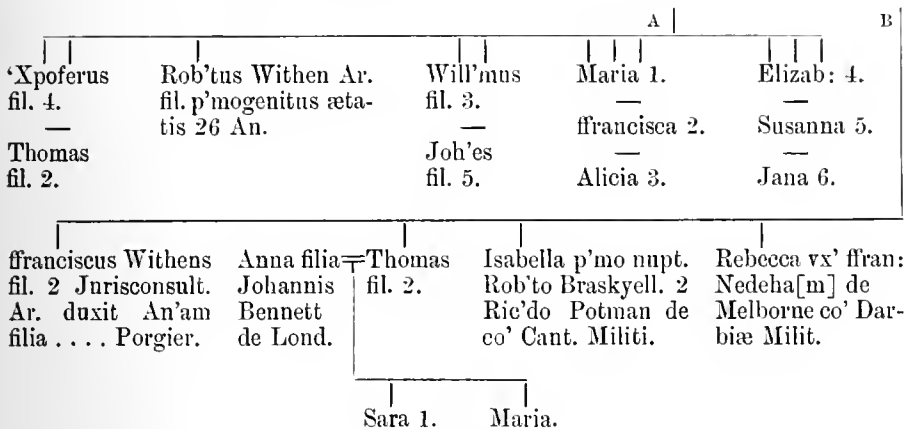 A B
‘Xpoferus
fil. 4.
—
Thomas
fil. 2.
Rob’tus Withen Ar.
fil. p’mogenitus æta-
tis 26 An.
Will’mus
fil. 3.
—
Joh’es
fil. 5.
Maria 1.
—
ffrancisca 2.
—
Alicia 3.
Elizab: 4.
—
Susanna 5.
—
Jana 6.
ffranciscus Withens
fil. 2 Jurisconsult.
Ar. duxit An’am
filia . . . . Porgier.
Anna filia
Johannis
Bennett
de Lond.
Thomas
fil. 2.
Isabella p’mo nupt.
Rob’to Braskyell. 2
Ric’do Potman de
co’ Cant. Militi.
Rebecca vx’ ffran:
Nedeha[m] de
Melborne co’ Dar-
biæ Milit.
Sara 1.
Maria.